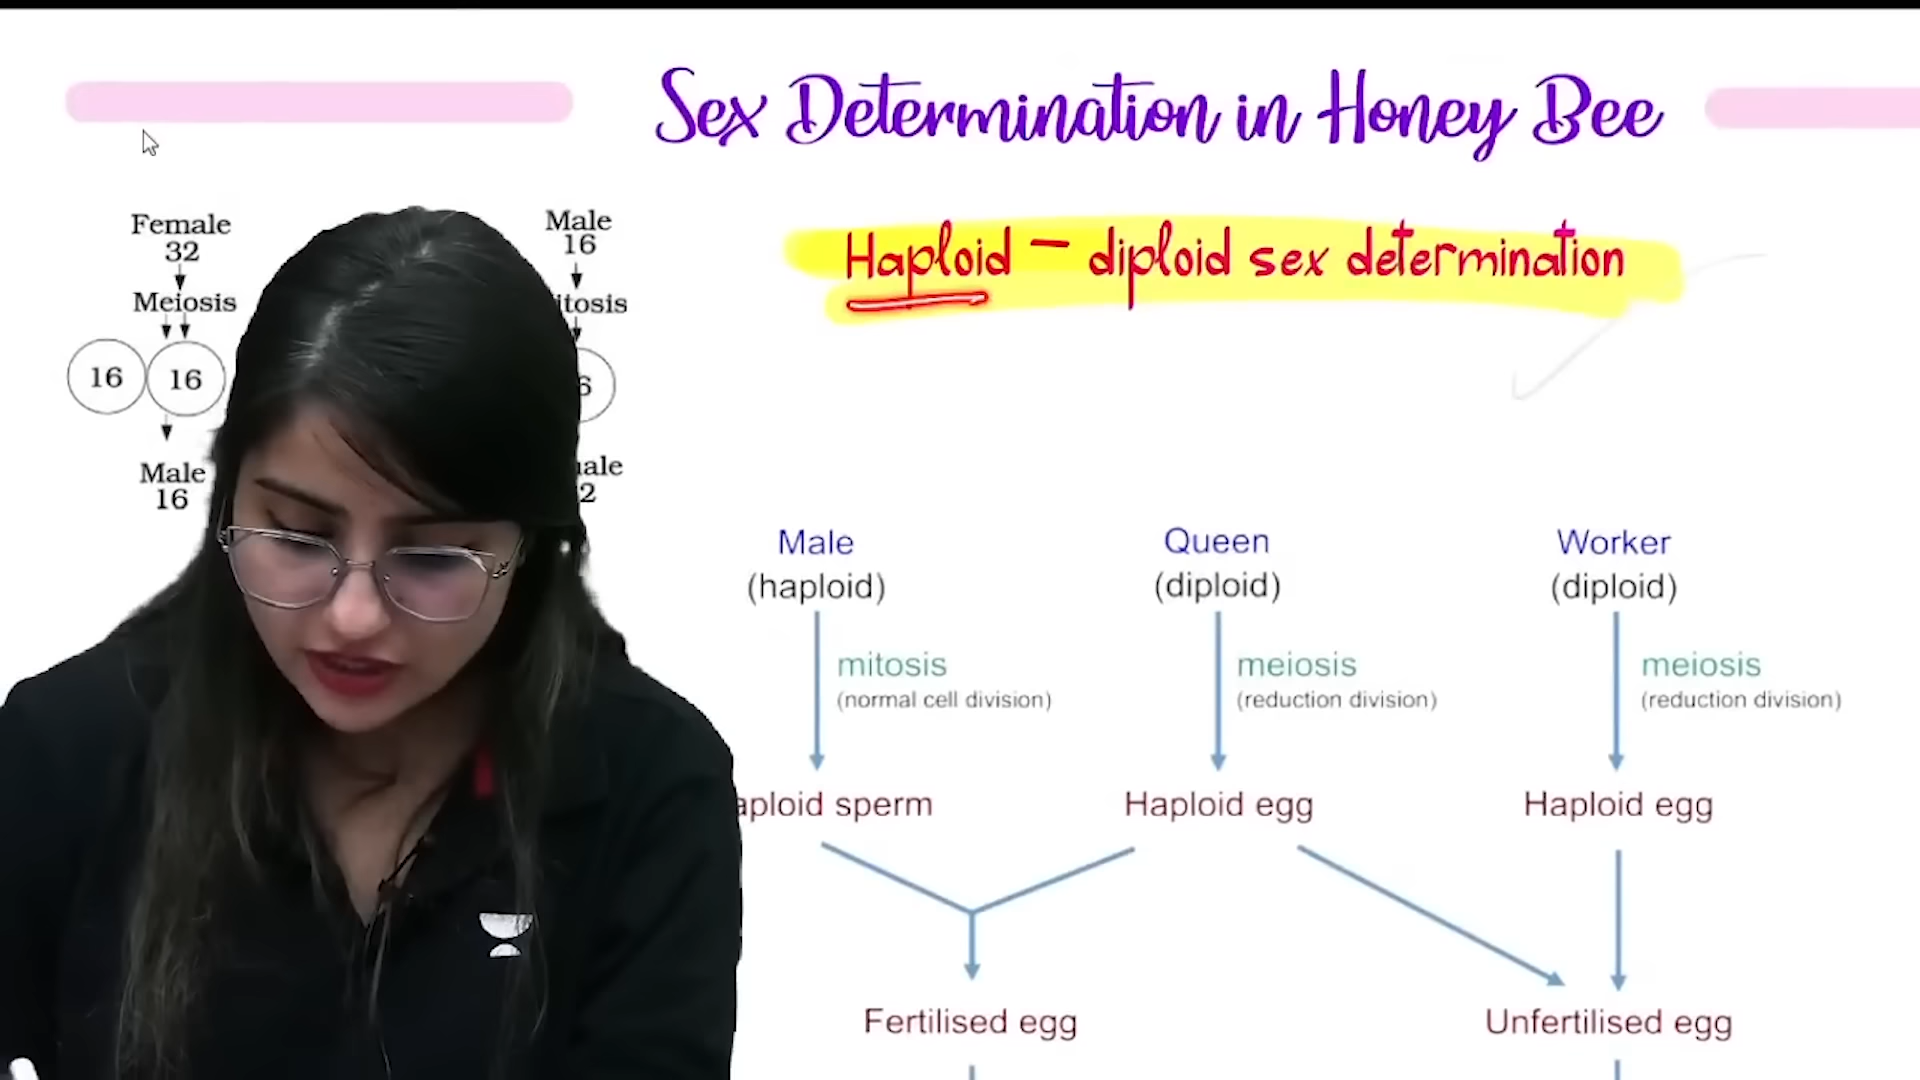 Sex Determination in Honey Bee
Haploid - diploid sex determination
Female
32
Meiosis
16 16
Male
16
Male
16
Male
(haploid)
mitosis
(normal cell division)
Queen
(diploid)
meiosis
(reduction division)
Worker
(diploid)
meiosis
(reduction division)
sperm
Haploid egg
Haploid egg
Fertilised egg
Unfertilised egg